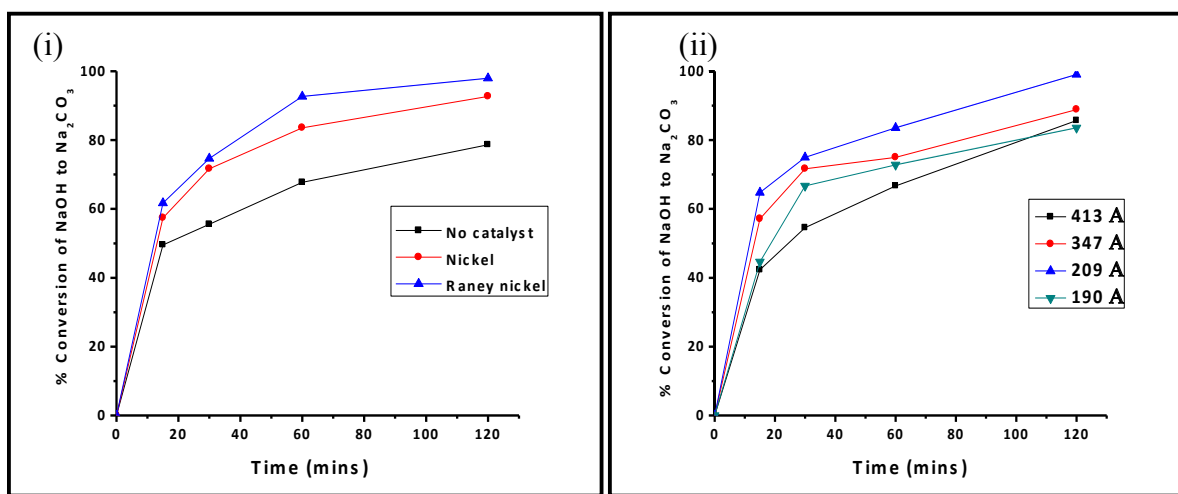 (i)
% Conversion of NaOH to Na2CO3
100
80
60
40
20
0
No catalyst
Nickel
Raney nickel
0 20 40 60 80 100 120
Time (mins)
(ii)
% Conversion of NaOH to Na2CO3
100
80
60
40
20
0
413 A
347 A
209 A
190 A
0 20 40 60 80 100 120
Time (mins)